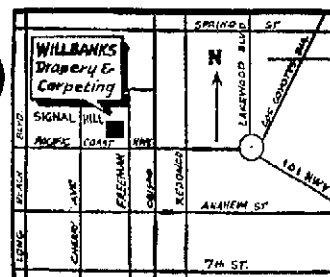 SPRING ST
WILLBANKS
Drapery &
Carpeting
N
LAKEWOOD BLVD
LOS COYOTES
SIGNAL HILL
PACIFIC COAST HWY.
101 HWY
LONG BEACH BLVD.
CHERRY AVE
FREEMAN
OBISPO
REDONDO
ANAHEIM ST
7TH ST.